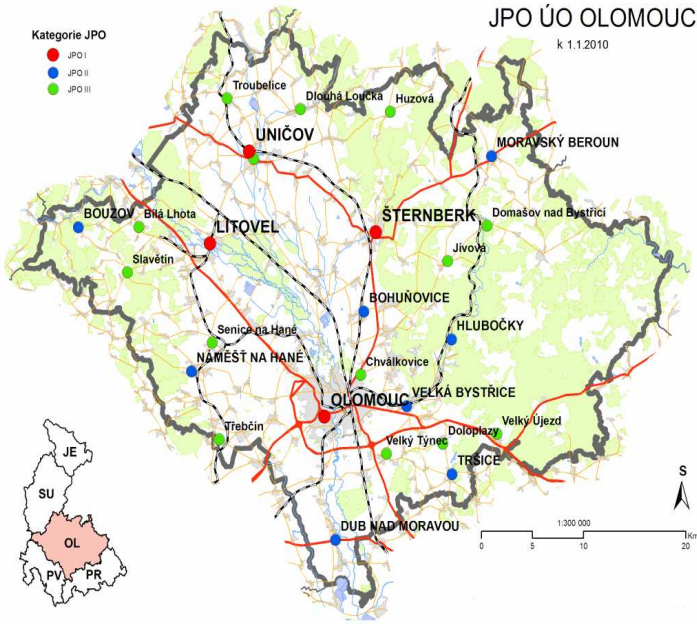 JPO ÚO OLOMOUC
k 1.1.2010
Kategorie JPO
JPO I
JPO II
JPO III
Troubelice
Dlouhá Loučka
Huzová
UNIČOV
MORAVSKÝ BEROUN
BOUZOV
Bílá Lhota
LITOVEL
ŠTERNBERK
Domašov nad Bystřicí
Slavětín
Jívová
BOHUŇOVICE
Senice na Hané
HLUBOČKY
NÁMĚŠŤ NA HANÉ
Chválkovice
OLOMOUC
VELKÁ BYSTŘICE
Třebčín
Velký Týnec
Doloplazy
Velký Újezd
TRŠICE
DUB NAD MORAVOU
JE
SU
OL
PV
PR
S
1:300 000
0
5
10
20
Km